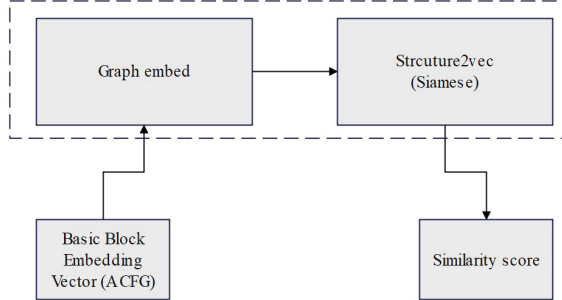 Graph embed
Strcuture2vec
(Siamese)
Basic Block
Embedding
Vector (ACFG)
Similarity score